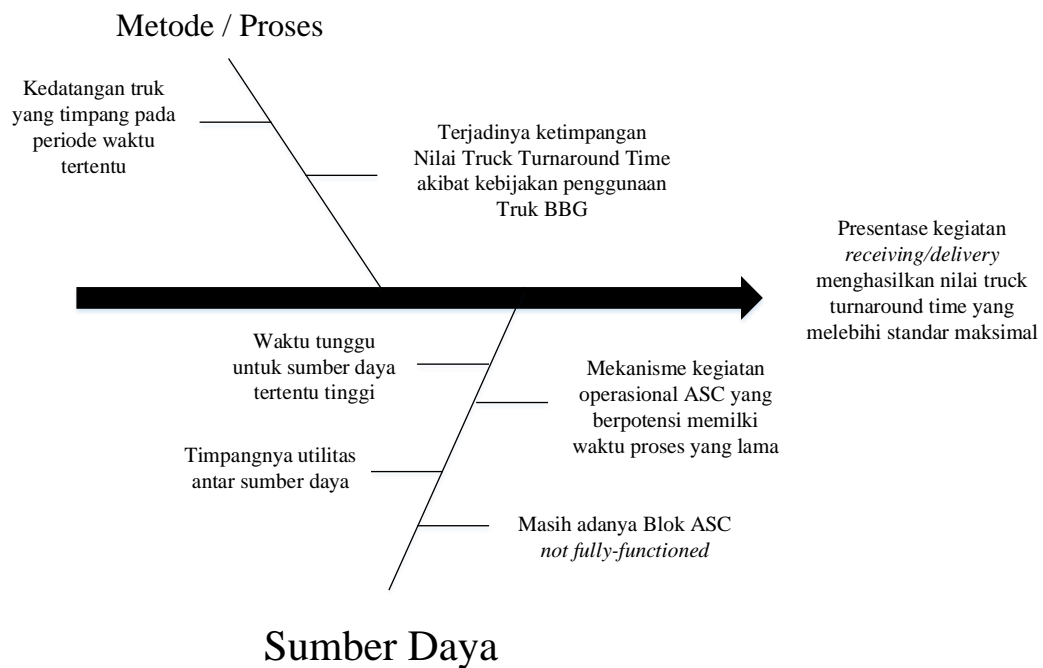 Metode / Proses
Kedatangan truk
yang timpang pada
periode waktu
tertentu
Terjadinya ketimpangan
Nilai Truck Turnaround Time
akibat kebijakan penggunaan
Truk BBG
Presentase kegiatan
receiving/delivery
menghasilkan nilai truck
turnaround time yang
melebihi standar maksimal
Waktu tunggu
untuk sumber daya
tertentu tinggi
Mekanisme kegiatan
operasional ASC yang
berpotensi memilki
waktu proses yang lama
Timpangnya utilitas
antar sumber daya
Masih adanya Blok ASC
not fully-functioned
Sumber Daya